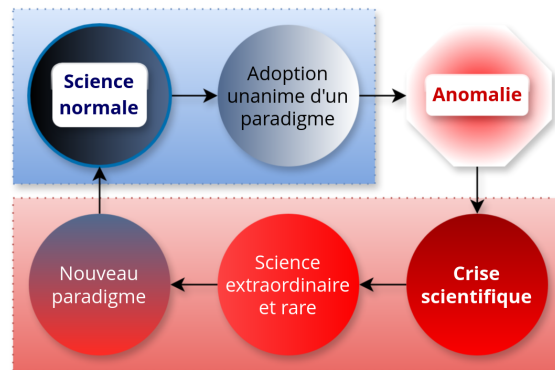 Science
normale
Adoption
unanime d'un
paradigme
Anomalie
Nouveau
paradigme
Science
extraordinaire
et rare
Crise
scientifique